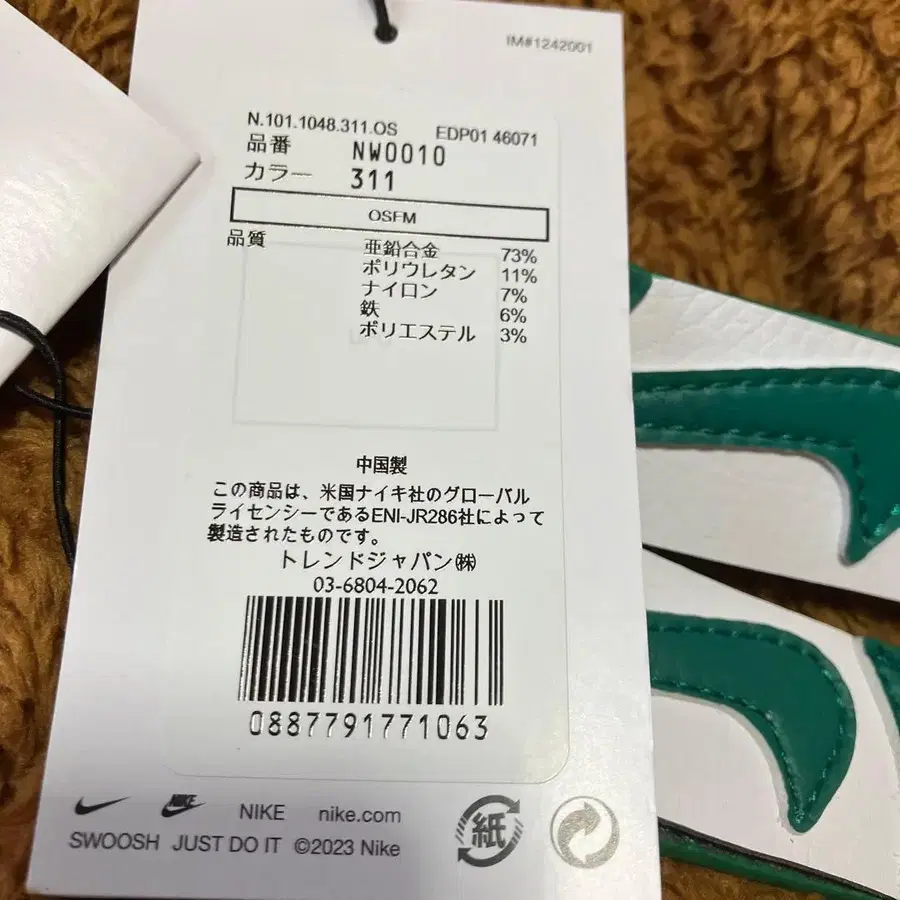 IM#1242001
N.101.1048.311.OS EDP01 46071
品番 NW0010
カラー 311
OSFM
品質 亜鉛合金 73%
ポリウレタン 11%
ナイロン 7%
鉄 6%
ポリエステル 3%
中国製
この商品は、米国ナイキ社のグローバル
ライセンシーであるENI-JR286社によって
製造されたものです。
トレンドジャパン㈱
03-6804-2062
0887791771063
NIKE NIKE nike.com
SWOOSH JUST DO IT ©2023 Nike
紙